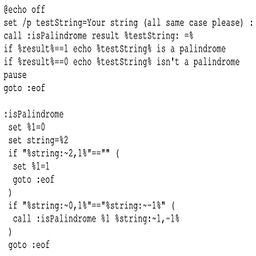 @echo off
set /p testString=Your string (all same case please) :
call :isPalindrome result %testString: =%
if %result%==1 echo %testString% is a palindrome
if %result%==0 echo %testString% isn't a palindrome
pause
goto :eof
:isPalindrome
set %1=0
set string=%2
if "%string:~2,1%"=="" (
set %1=1
goto :eof
)
if "%string:~0,1%"=="%string:~-1%" (
call :isPalindrome %1 %string:~1,-1%
)
goto :eof